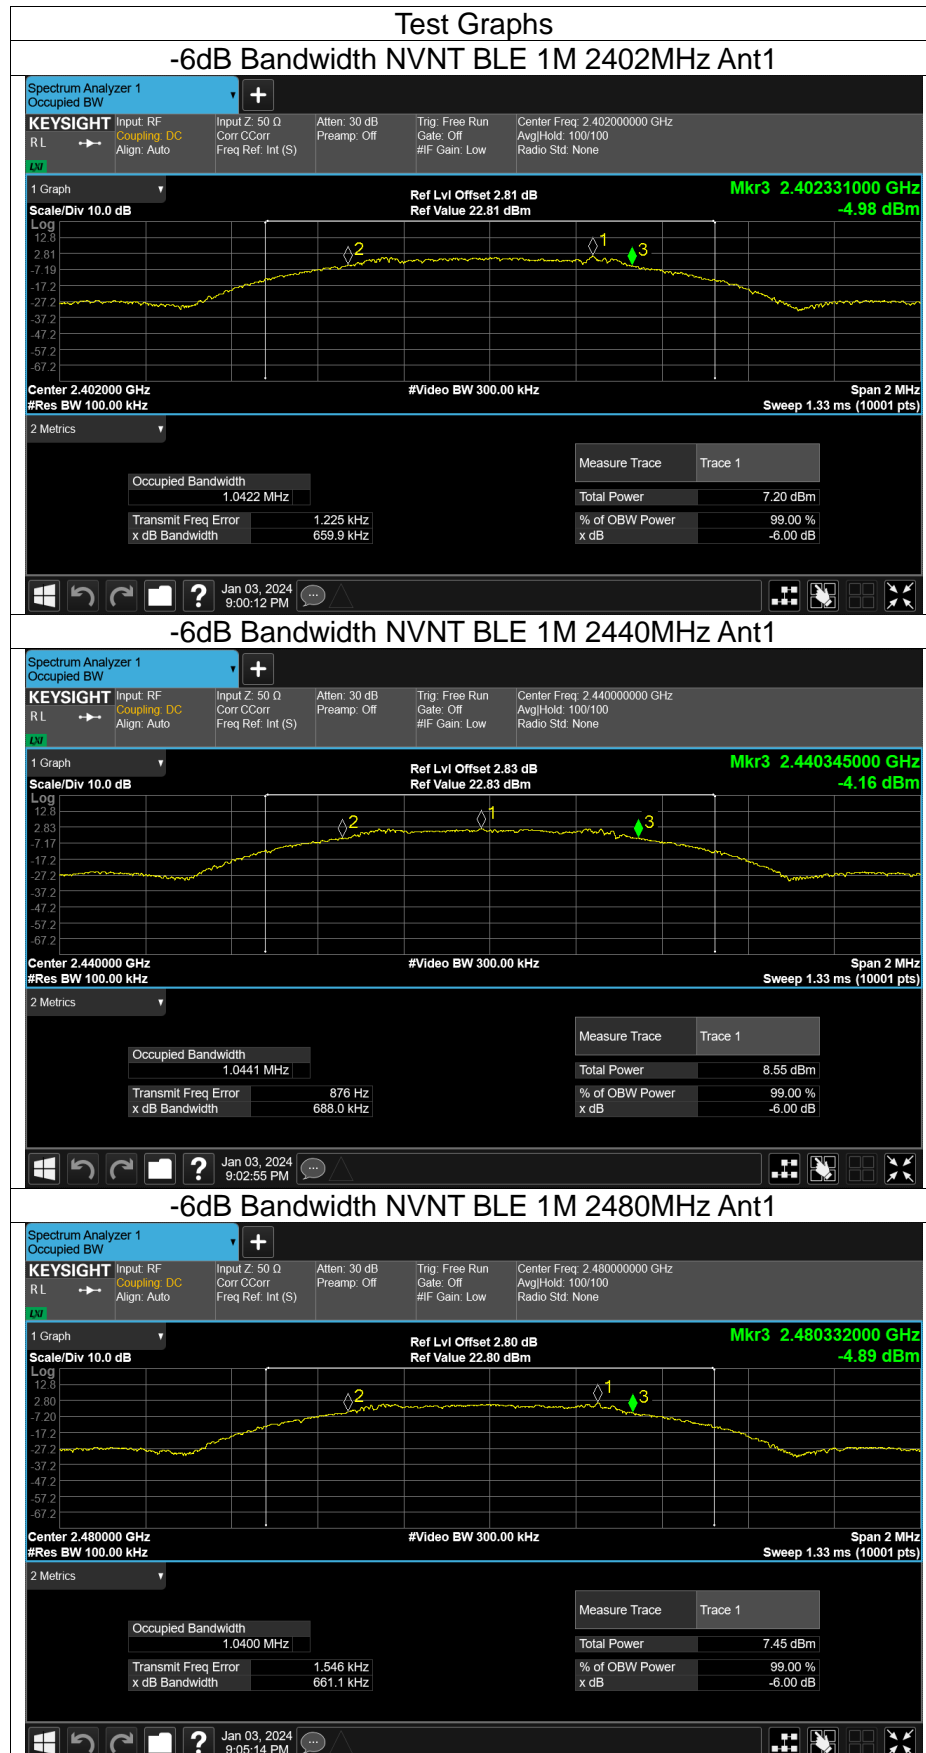 Test Graphs
-6dB Bandwidth NVNT BLE 1M 2402MHz Ant1
Spectrum Analyzer 1
Occupied BW
KEYSIGHT Input: RF Input Z: 50 Ω Atten: 30 dB Trig: Free Run Center Freq: 2.402000000 GHz
RL Coupling: DC Corr CCorr Preamp: Off Gate: Off Avg|Hold: 100/100
Align: Auto Freq Ref: Int (S) #IF Gain: Low Radio Std: None
LXI
1 Graph Ref Lvl Offset 2.81 dB Mkr3 2.402331000 GHz
Scale/Div 10.0 dB Ref Value 22.81 dBm -4.98 dBm
Log
12.8
2.81
-7.19
-17.2
-27.2
-37.2
-47.2
-57.2
-67.2
2
1
3
Center 2.402000 GHz #Video BW 300.00 kHz Span 2 MHz
#Res BW 100.00 kHz Sweep 1.33 ms (10001 pts)
2 Metrics
Measure Trace Trace 1
Occupied Bandwidth
1.0422 MHz Total Power 7.20 dBm
Transmit Freq Error 1.225 kHz % of OBW Power 99.00 %
x dB Bandwidth 659.9 kHz x dB -6.00 dB
Jan 03, 2024
9:00:12 PM
-6dB Bandwidth NVNT BLE 1M 2440MHz Ant1
Spectrum Analyzer 1
Occupied BW
KEYSIGHT Input: RF Input Z: 50 Ω Atten: 30 dB Trig: Free Run Center Freq: 2.440000000 GHz
RL Coupling: DC Corr CCorr Preamp: Off Gate: Off Avg|Hold: 100/100
Align: Auto Freq Ref: Int (S) #IF Gain: Low Radio Std: None
LXI
1 Graph Ref Lvl Offset 2.83 dB Mkr3 2.440345000 GHz
Scale/Div 10.0 dB Ref Value 22.83 dBm -4.16 dBm
Log
12.8
2.83
-7.17
-17.2
-27.2
-37.2
-47.2
-57.2
-67.2
2
1
3
Center 2.440000 GHz #Video BW 300.00 kHz Span 2 MHz
#Res BW 100.00 kHz Sweep 1.33 ms (10001 pts)
2 Metrics
Measure Trace Trace 1
Occupied Bandwidth
1.0441 MHz Total Power 8.55 dBm
Transmit Freq Error 876 Hz % of OBW Power 99.00 %
x dB Bandwidth 688.0 kHz x dB -6.00 dB
Jan 03, 2024
9:02:55 PM
-6dB Bandwidth NVNT BLE 1M 2480MHz Ant1
Spectrum Analyzer 1
Occupied BW
KEYSIGHT Input: RF Input Z: 50 Ω Atten: 30 dB Trig: Free Run Center Freq: 2.480000000 GHz
RL Coupling: DC Corr CCorr Preamp: Off Gate: Off Avg|Hold: 100/100
Align: Auto Freq Ref: Int (S) #IF Gain: Low Radio Std: None
LXI
1 Graph Ref Lvl Offset 2.80 dB Mkr3 2.480332000 GHz
Scale/Div 10.0 dB Ref Value 22.80 dBm -4.89 dBm
Log
12.8
2.80
-7.20
-17.2
-27.2
-37.2
-47.2
-57.2
-67.2
2
1
3
Center 2.480000 GHz #Video BW 300.00 kHz Span 2 MHz
#Res BW 100.00 kHz Sweep 1.33 ms (10001 pts)
2 Metrics
Measure Trace Trace 1
Occupied Bandwidth
1.0400 MHz Total Power 7.45 dBm
Transmit Freq Error 1.546 kHz % of OBW Power 99.00 %
x dB Bandwidth 661.1 kHz x dB -6.00 dB
Jan 03, 2024
9:05:14 PM